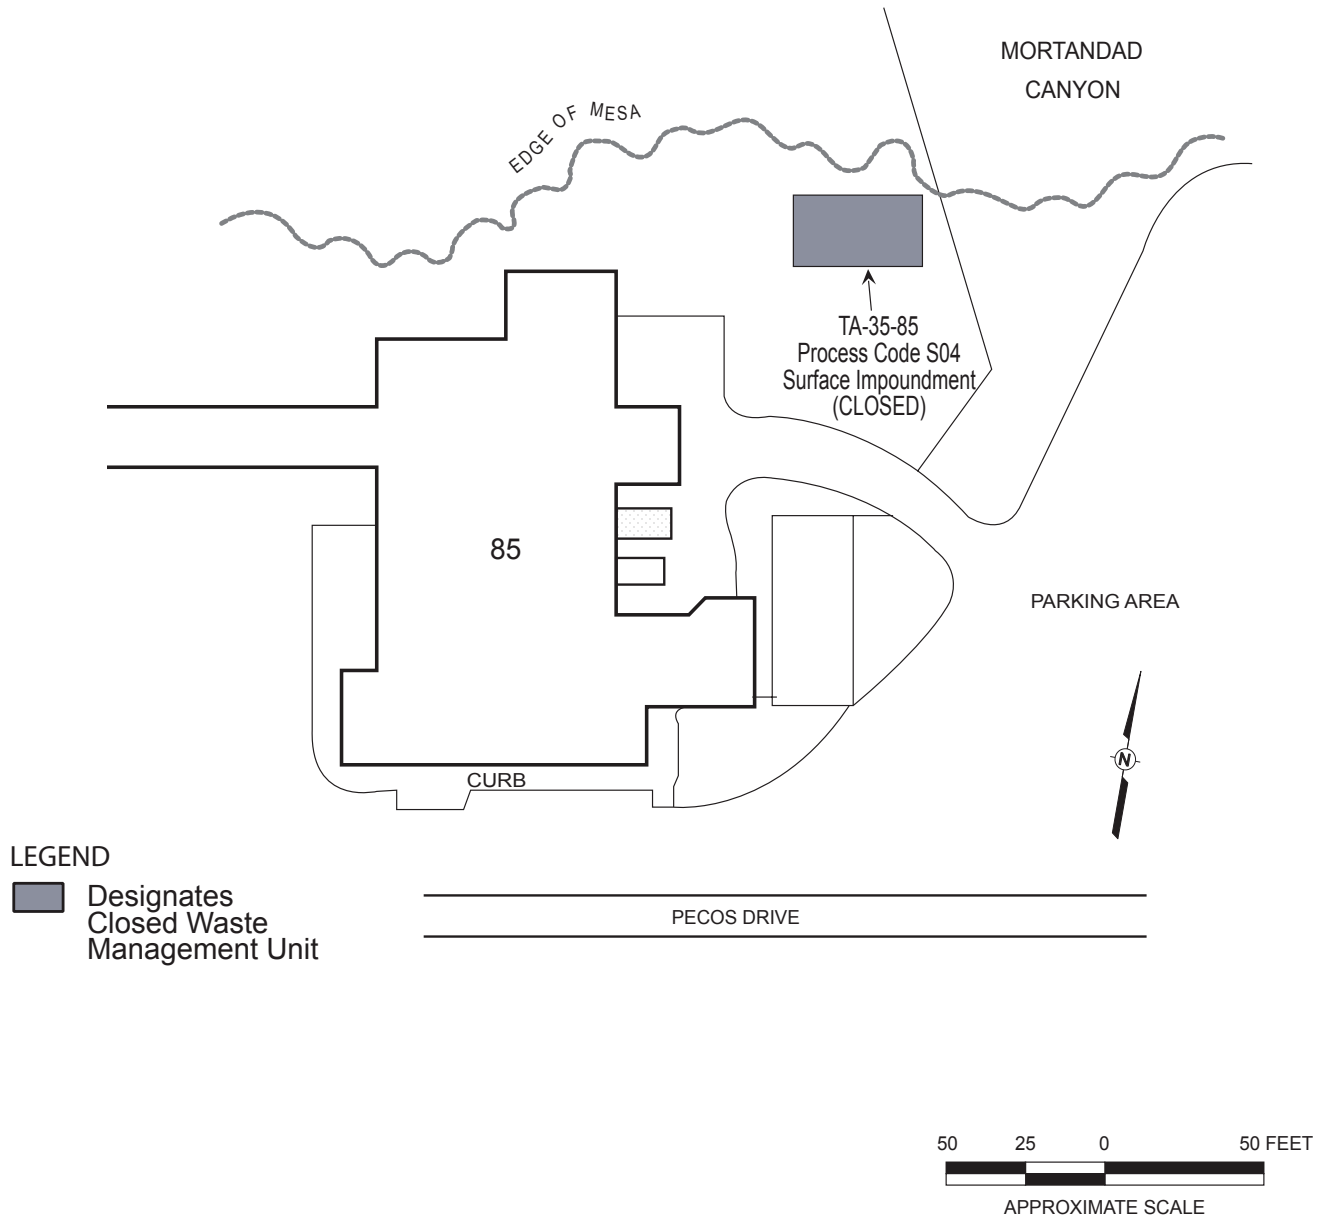 MORTANDAD
CANYON
EDGE OF MESA
TA-35-85
Process Code S04
Surface Impoundment
(CLOSED)
85
PARKING AREA
N
CURB
LEGEND
Designates
Closed Waste
Management Unit
PECOS DRIVE
50 25 0 50 FEET
APPROXIMATE SCALE